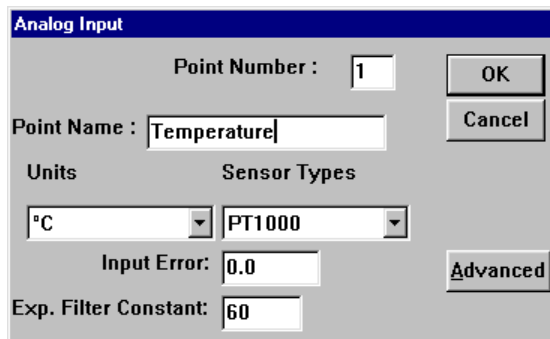 Analog Input
Point Number : 1
OK
Point Name : Temperature
Cancel
Units Sensor Types
°C PT1000
Input Error: 0.0
Advanced
Exp. Filter Constant: 60